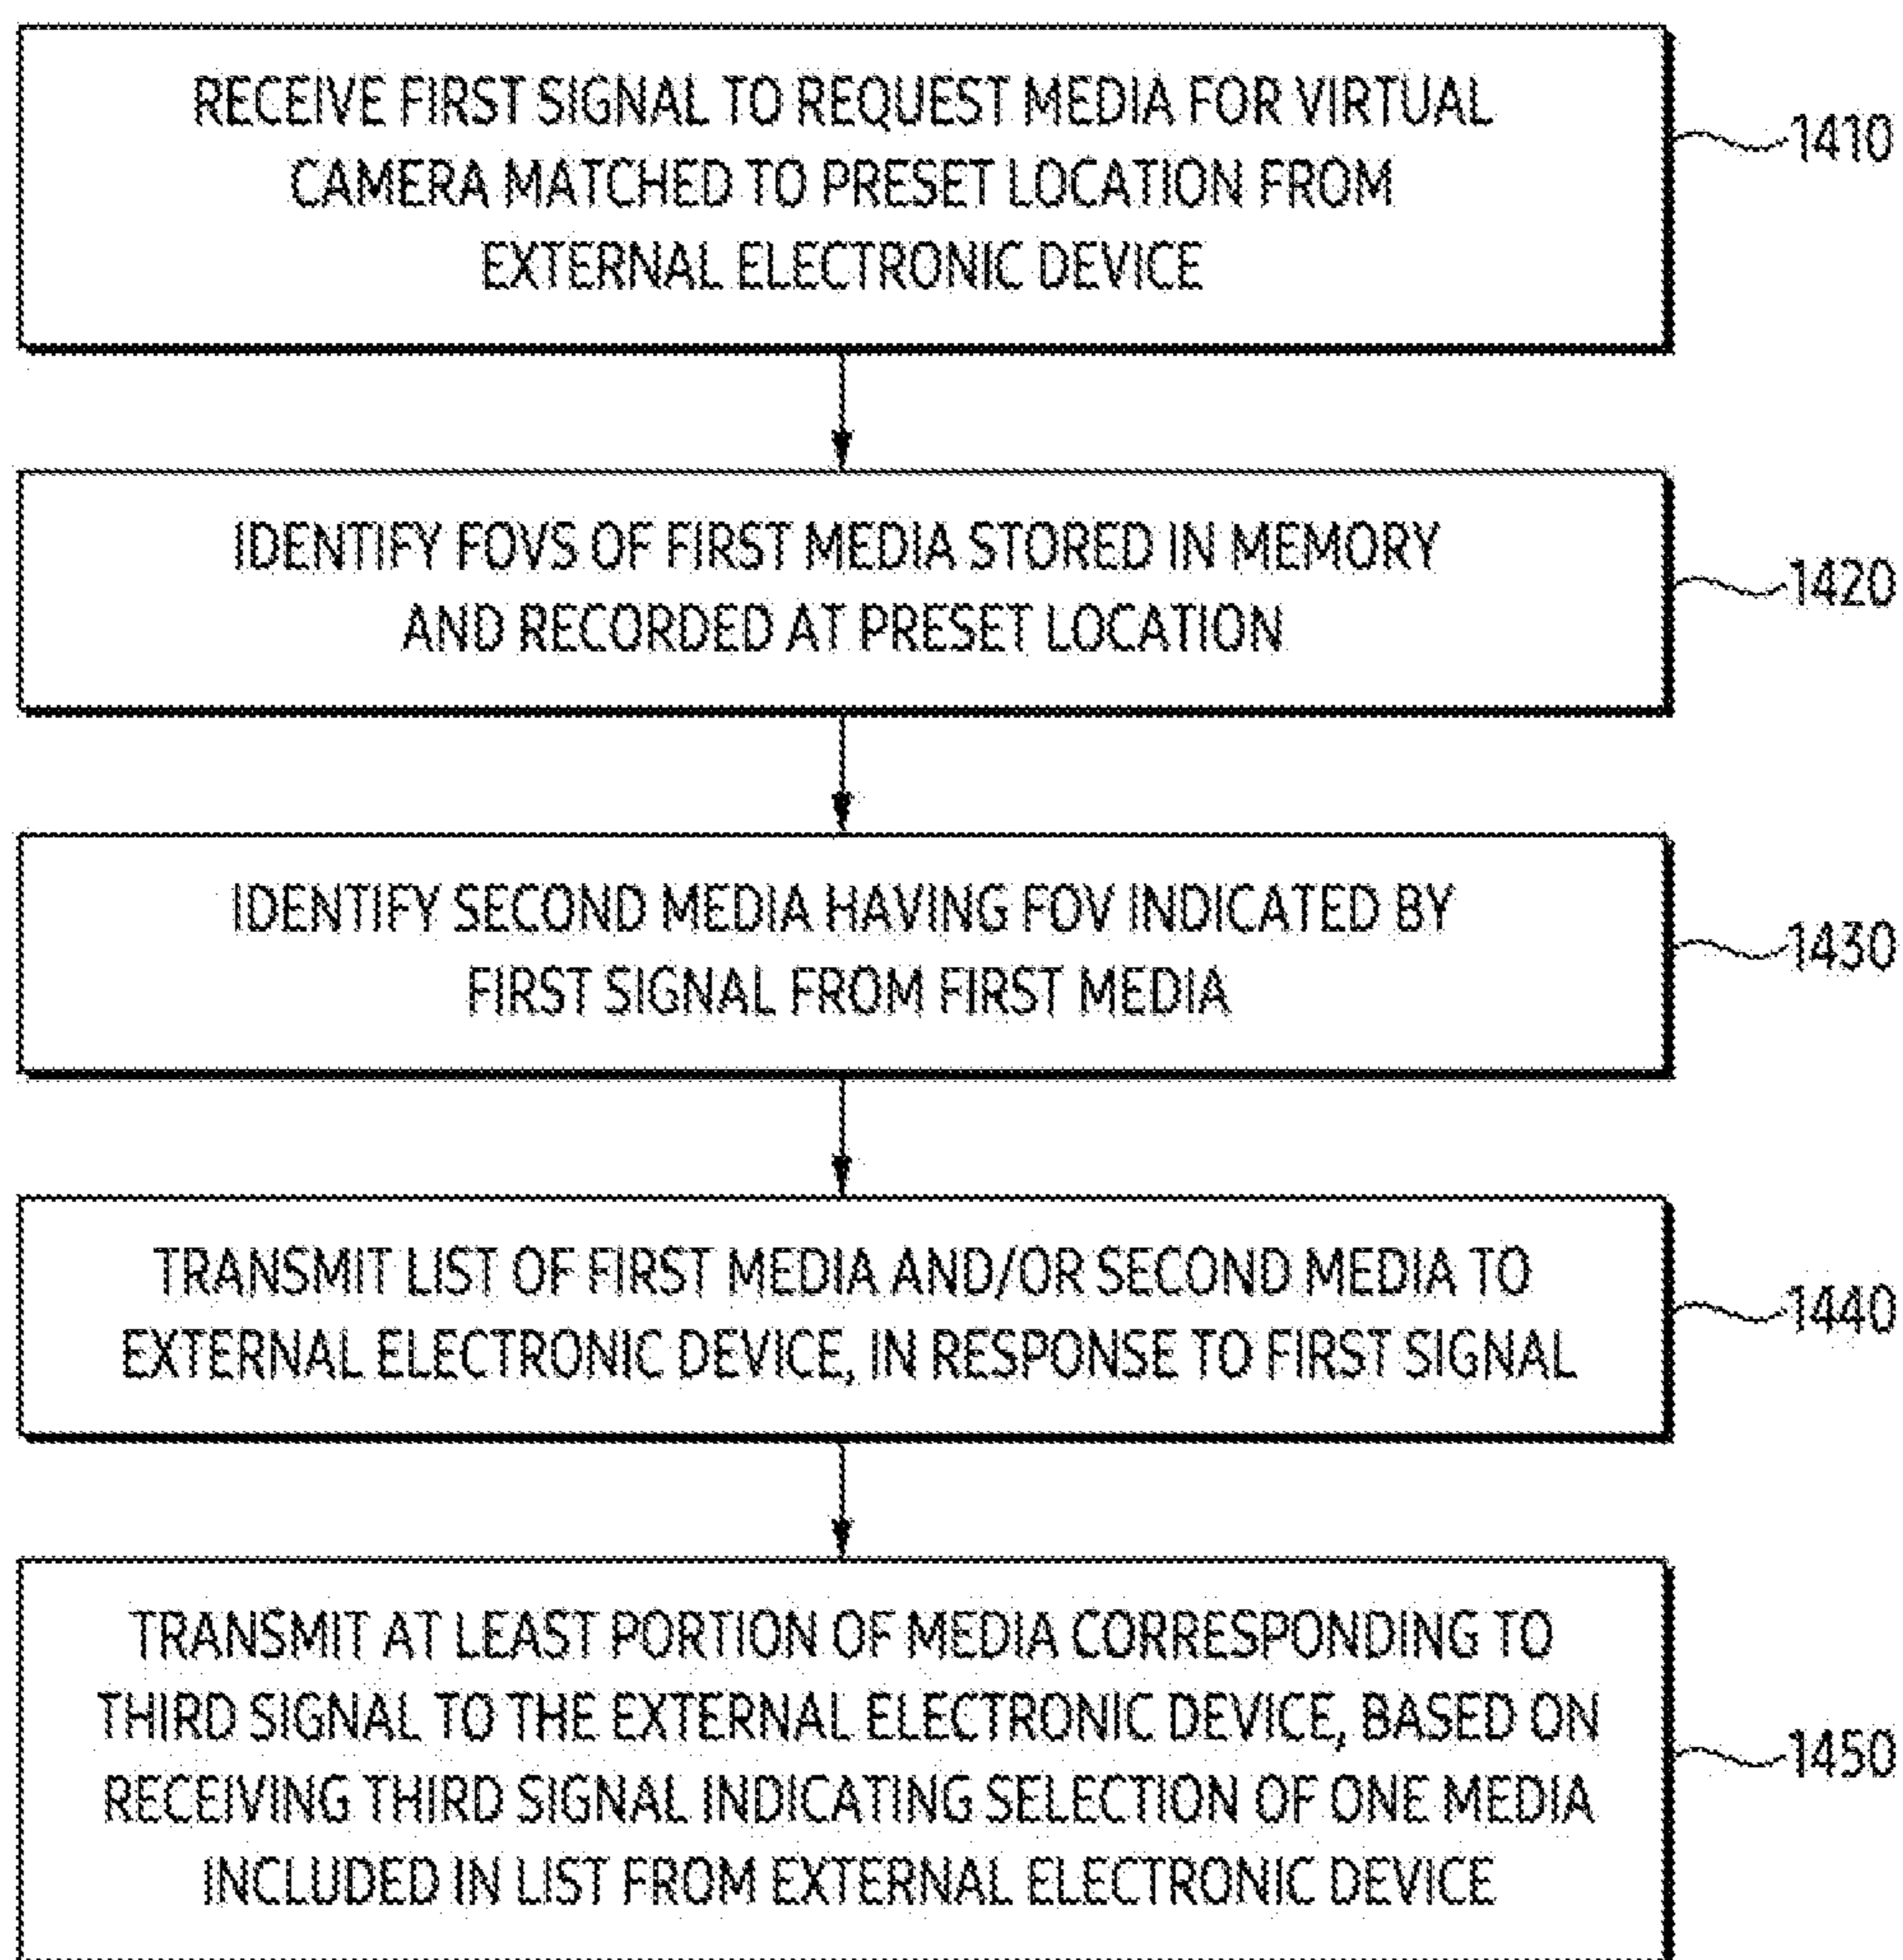 RECEIVE FIRST SIGNAL TO REQUEST MEDIA FOR VIRTUAL
CAMERA MATCHED TO PRESET LOCATION FROM
EXTERNAL ELECTRONIC DEVICE
1410
IDENTIFY FOVS OF FIRST MEDIA STORED IN MEMORY
AND RECORDED AT PRESET LOCATION
1420
IDENTIFY SECOND MEDIA HAVING FOV INDICATED BY
FIRST SIGNAL FROM FIRST MEDIA
1430
TRANSMIT LIST OF FIRST MEDIA AND/OR SECOND MEDIA TO
EXTERNAL ELECTRONIC DEVICE, IN RESPONSE TO FIRST SIGNAL
1440
TRANSMIT AT LEAST PORTION OF MEDIA CORRESPONDING TO
THIRD SIGNAL TO THE EXTERNAL ELECTRONIC DEVICE, BASED ON
RECEIVING THIRD SIGNAL INDICATING SELECTION OF ONE MEDIA
INCLUDED IN LIST FROM EXTERNAL ELECTRONIC DEVICE
1450